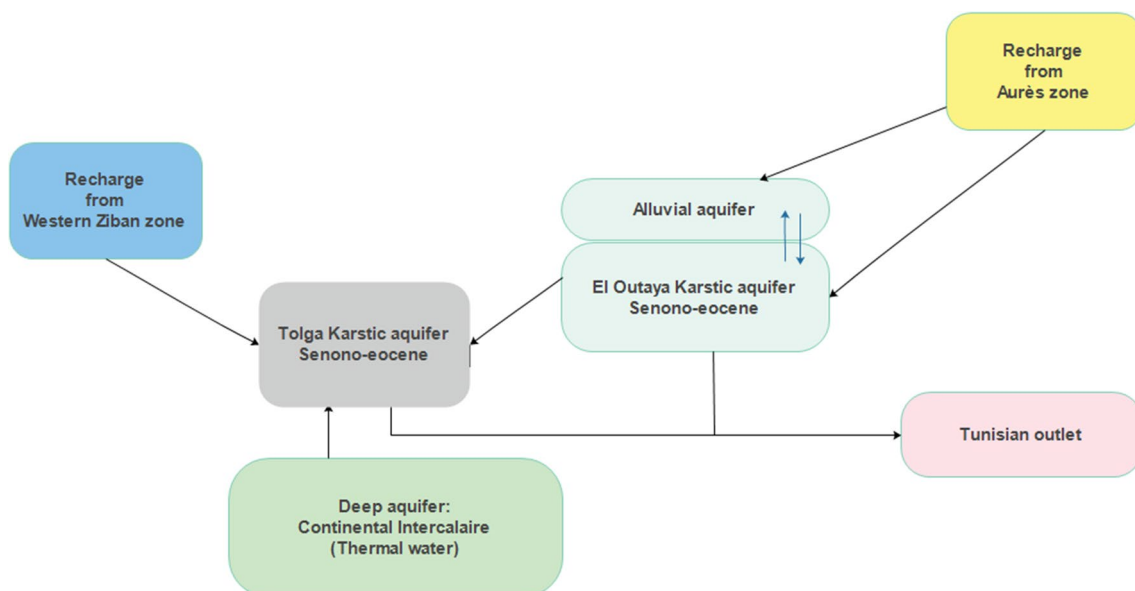 Recharge
from
Aurès zone
Recharge
from
Western Ziban zone
Alluvial aquifer
El Outaya Karstic aquifer
Senono-eocene
Tolga Karstic aquifer
Senono-eocene
Tunisian outlet
Deep aquifer:
Continental Intercalaire
(Thermal water)